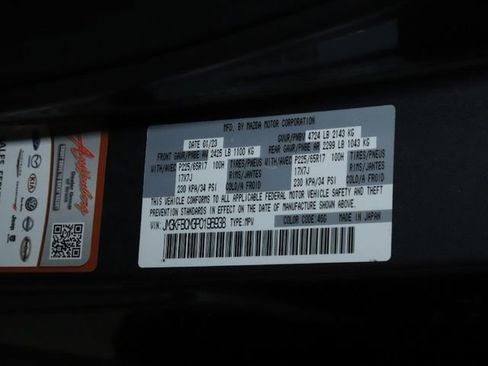 MFD. BY MAZDA MOTOR CORPORATION
DATE 01/23 GVWR/PNBV 4724 LB 2143 KG
FRONT GAWR/PNBE AV 2425 LB 1100 KG REAR GAWR/PNBE AR 2299 LB 1043 KG
WITH/AVEC P225/65R17 100H TIRES/PNEUS WITH/AVEC P225/65R17 100H TIRES/PNEUS
17X7J RIMS/JANTES 17X7J RIMS/JANTES
230 KPA/34 PSI COLD/A FROID 230 KPA/34 PSI COLD/A FROID
THIS VEHICLE CONFORMS TO ALL APPLICABLE FEDERAL MOTOR VEHICLE SAFETY AND THEFT
PREVENTION STANDARDS IN EFFECT ON THE DATE OF MANUFACTURE SHOWN ABOVE.
COLOR CODE 46G MADE IN JAPAN
VIN: TYPE: MPV
KIA
Jeep